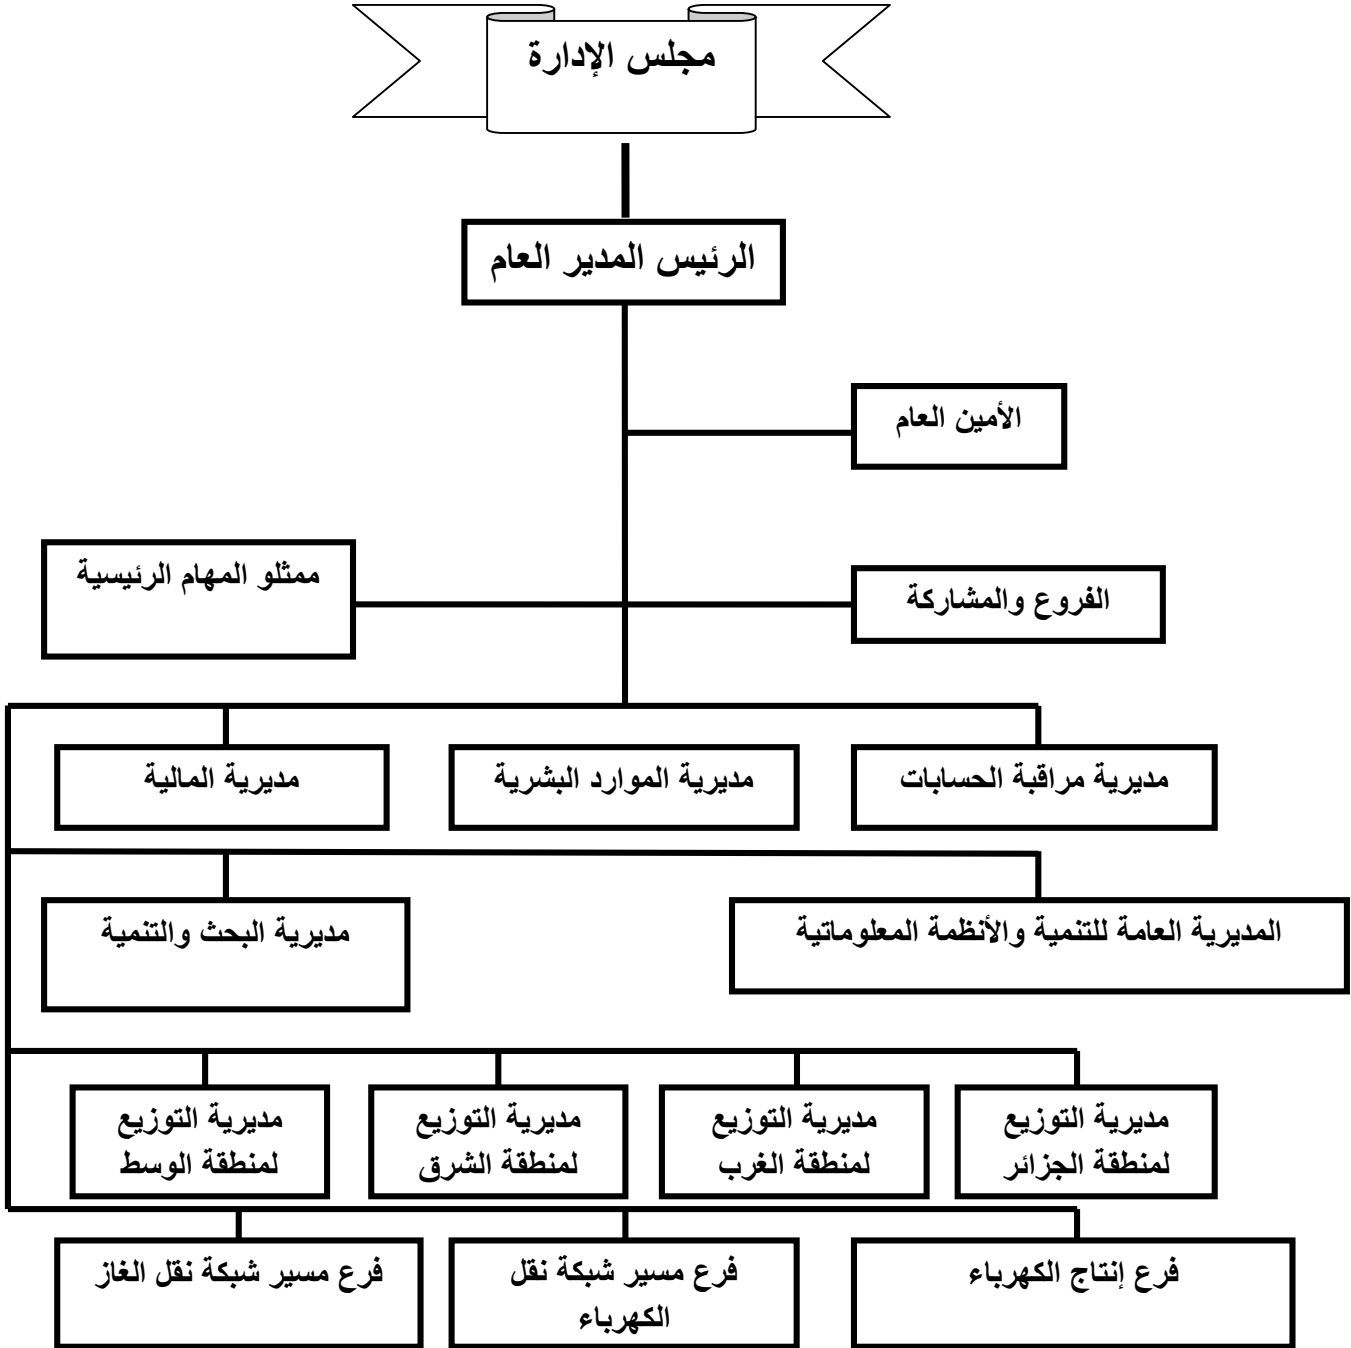 مجلس الإدارة
الرئيس المدير العام
الأمين العام
الفروع والمشاركة
ممثلو المهام الرئيسية
مديرية مراقبة الحسابات
مديرية الموارد البشرية
مديرية المالية
المديرية العامة للتنمية والأنظمة المعلوماتية
مديرية البحث والتنمية
مديرية التوزيع
لمنطقة الجزائر
مديرية التوزيع
لمنطقة الغرب
مديرية التوزيع
لمنطقة الشرق
مديرية التوزيع
لمنطقة الوسط
فرع إنتاج الكهرباء
فرع مسير شبكة نقل
الكهرباء
فرع مسير شبكة نقل الغاز